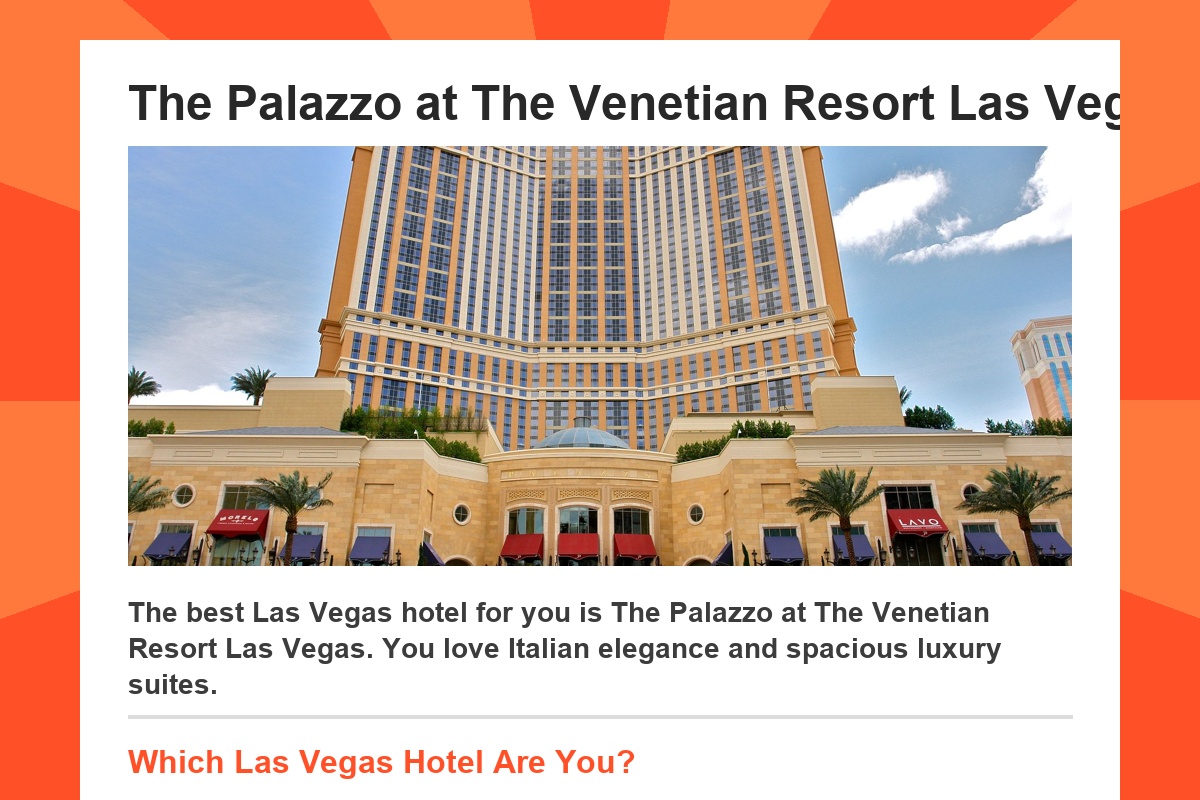 The Palazzo at The Venetian Resort Las Veg
MORELS
LAVO
The best Las Vegas hotel for you is The Palazzo at The Venetian
Resort Las Vegas. You love Italian elegance and spacious luxury
suites.
Which Las Vegas Hotel Are You?